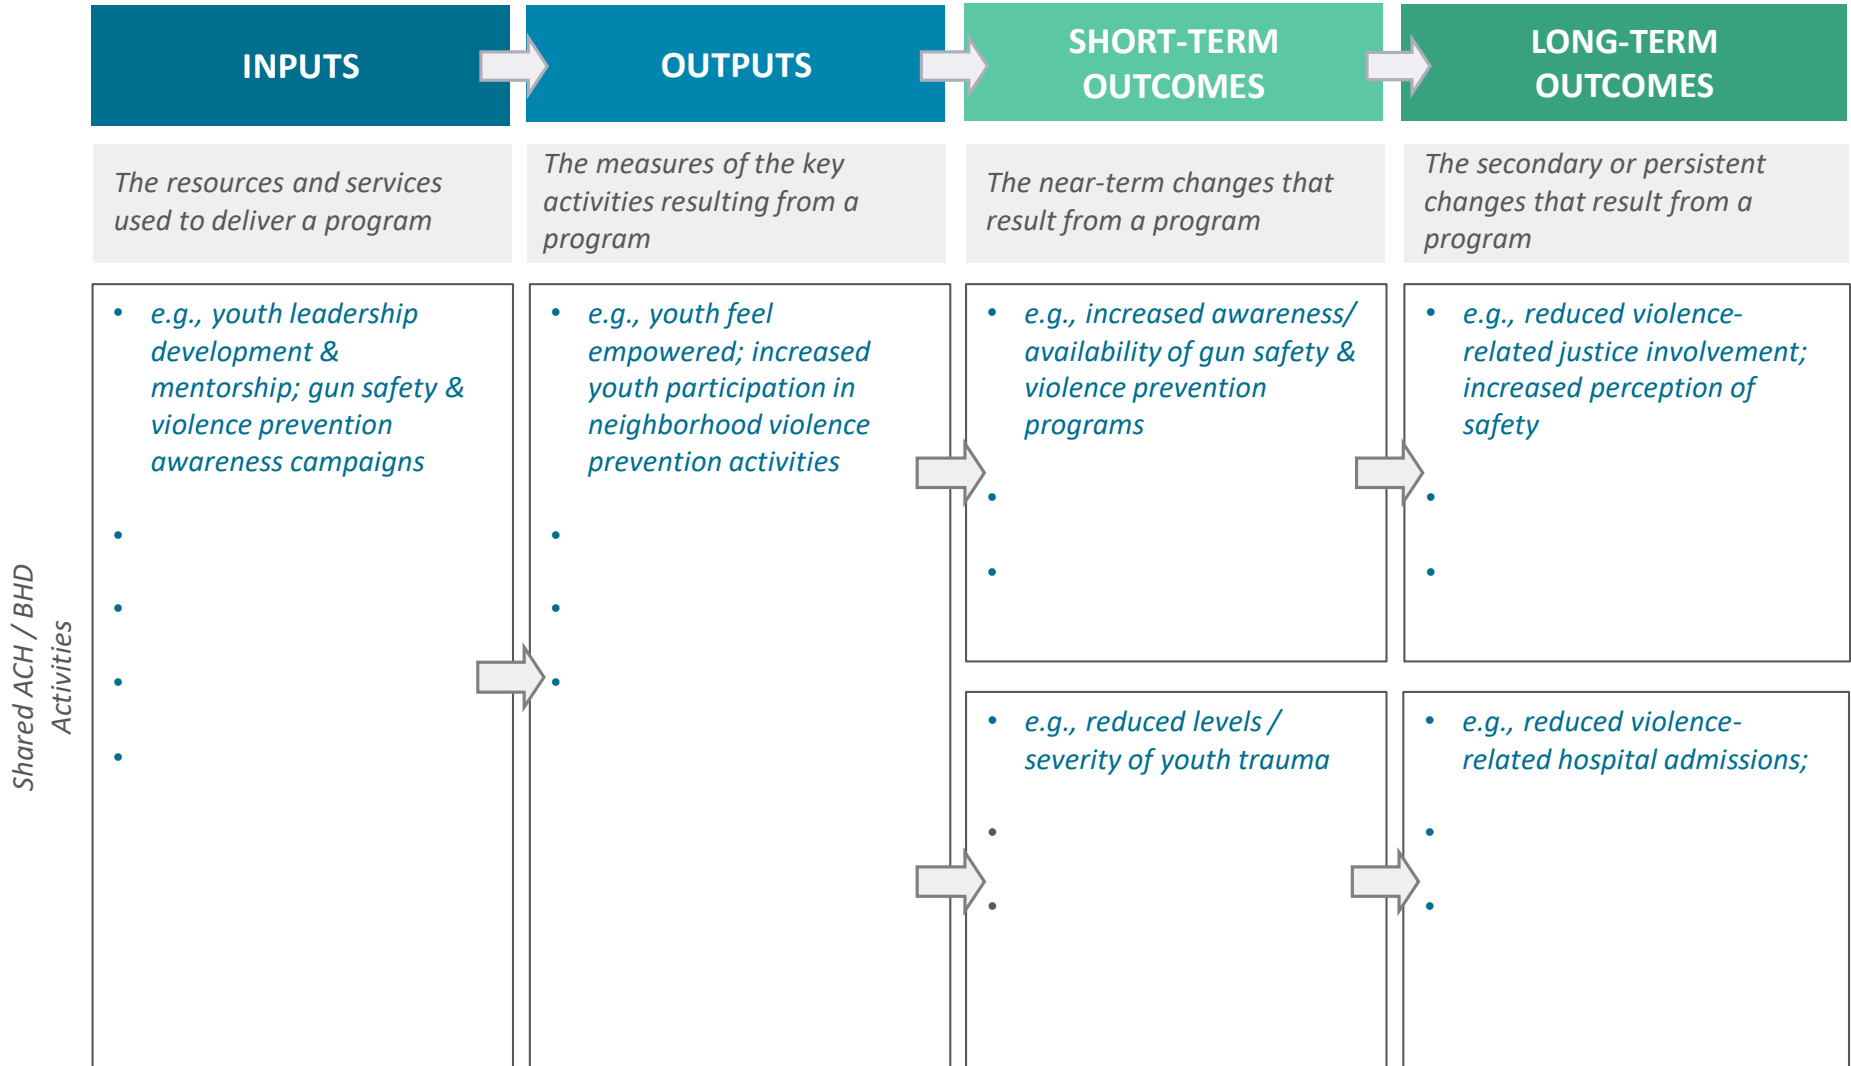 INPUTS
OUTPUTS
SHORT-TERM
OUTCOMES
LONG-TERM
OUTCOMES
The resources and services
used to deliver a program
The measures of the key
activities resulting from a
program
The near-term changes that
result from a program
The secondary or persistent
changes that result from a
program
Shared ACH / BHD
Activities
• e.g., youth leadership
development &
mentorship; gun safety &
violence prevention
awareness campaigns
•
•
•
•
• e.g., youth feel
empowered; increased
youth participation in
neighborhood violence
prevention activities
•
•
•
• e.g., increased awareness/
availability of gun safety &
violence prevention
programs
•
•
• e.g., reduced violence-
related justice involvement;
increased perception of
safety
•
•
• e.g., reduced levels /
severity of youth trauma
•
•
• e.g., reduced violence-
related hospital admissions;
•
•